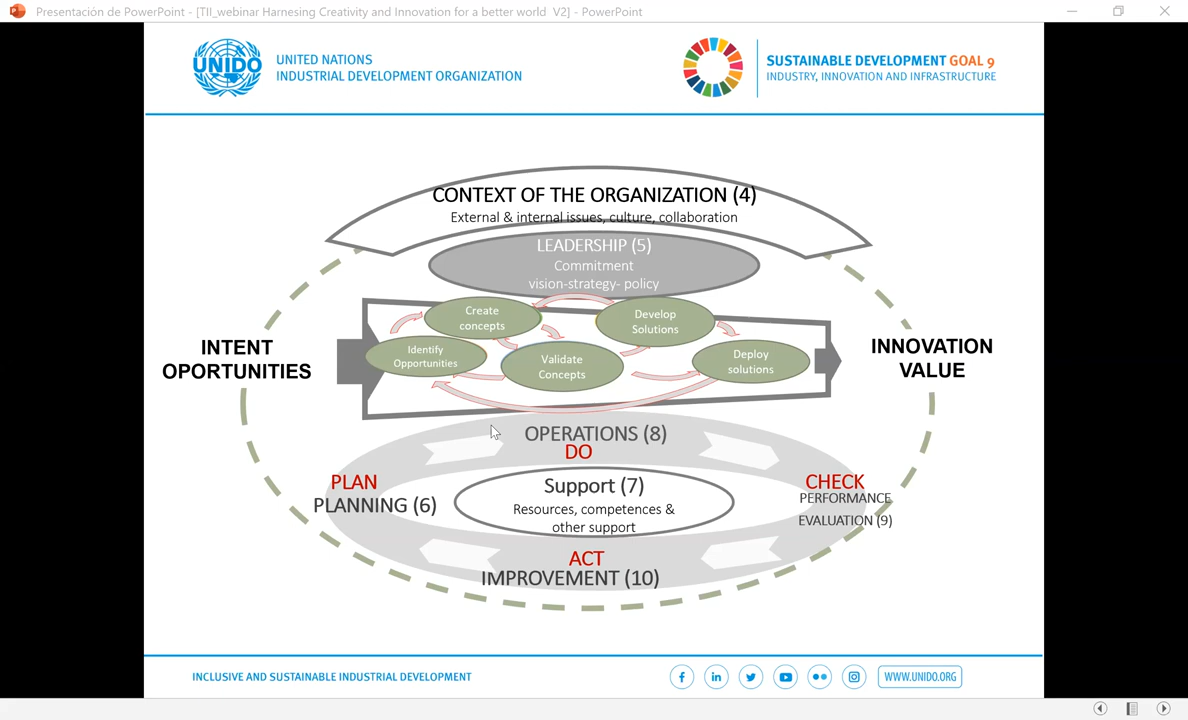 Presentación de PowerPoint - [TII_webinar Harnesing Creativity and Innovation for a better world  V2] - PowerPoint
UNIDO
UNITED NATIONS
INDUSTRIAL DEVELOPMENT ORGANIZATION
SUSTAINABLE DEVELOPMENT GOAL 9
INDUSTRY, INNOVATION AND INFRASTRUCTURE
CONTEXT OF THE ORGANIZATION (4)
External & internal issues, culture, collaboration
LEADERSHIP (5)
Commitment
vision-strategy- policy
Create
concepts
Develop
Solutions
Identify
Opportunities
Validate
Concepts
Deploy
solutions
INTENT
OPORTUNITIES
INNOVATION
VALUE
OPERATIONS (8)
DO
PLAN
PLANNING (6)
Support (7)
Resources, competences &
other support
CHECK
PERFORMANCE
EVALUATION (9)
ACT
IMPROVEMENT (10)
INCLUSIVE AND SUSTAINABLE INDUSTRIAL DEVELOPMENT
WWW.UNIDO.ORG